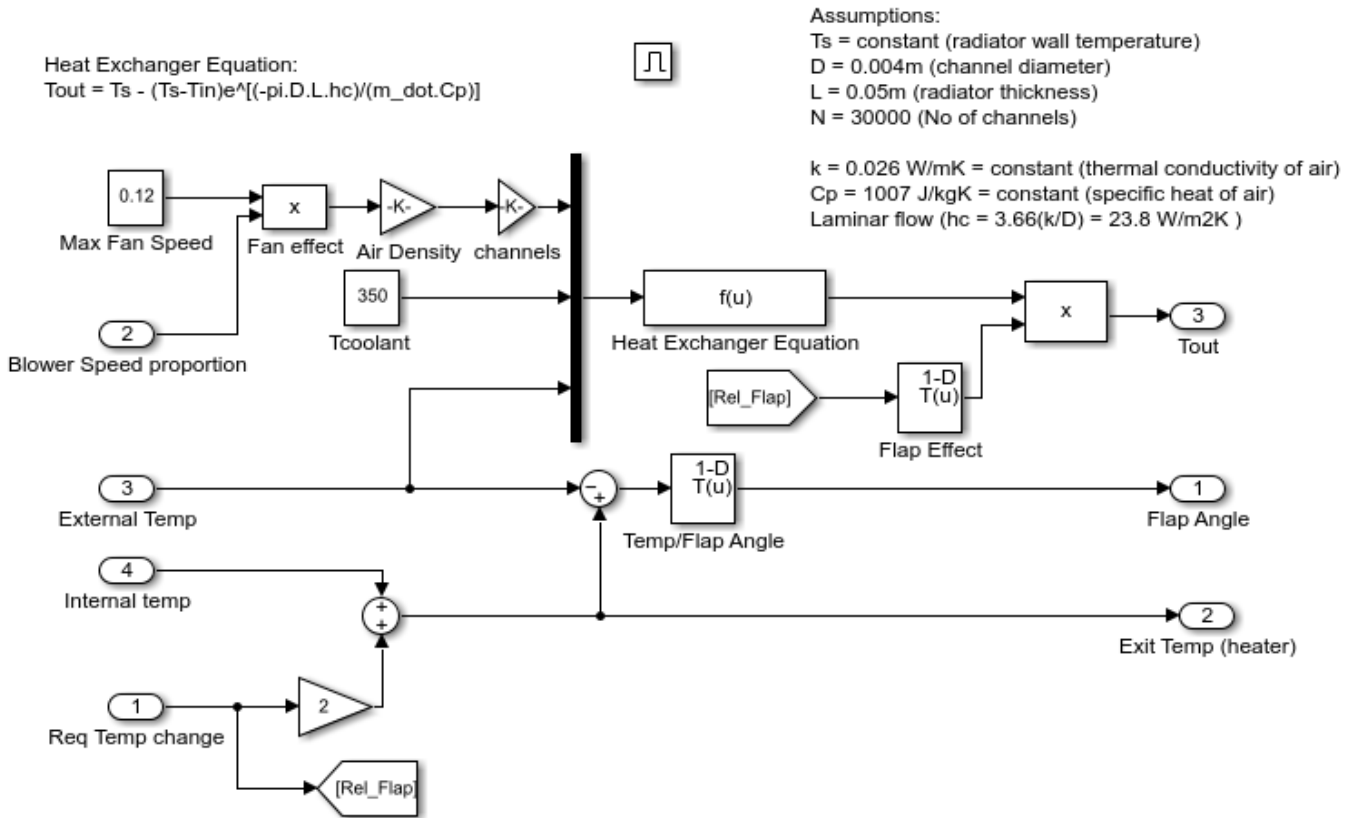 Heat Exchanger Equation:
Tout = Ts - (Ts-Tin)e^[(-pi.D.L.hc)/(m_dot.Cp)]
Assumptions:
Ts = constant (radiator wall temperature)
D = 0.004m (channel diameter)
L = 0.05m (radiator thickness)
N = 30000 (No of channels)
k = 0.026 W/mK = constant (thermal conductivity of air)
Cp = 1007 J/kgK = constant (specific heat of air)
Laminar flow (hc = 3.66(k/D) = 23.8 W/m2K )
0.12
Max Fan Speed
x
Fan effect
-K-
Air Density
-K-
channels
2
Blower Speed proportion
350
Tcoolant
f(u)
Heat Exchanger Equation
x
3
Tout
[Rel_Flap]
1-D
T(u)
Flap Effect
3
External Temp
−
+
1-D
T(u)
Temp/Flap Angle
1
Flap Angle
4
Internal temp
+
+
2
Exit Temp (heater)
1
Req Temp change
2
[Rel_Flap]